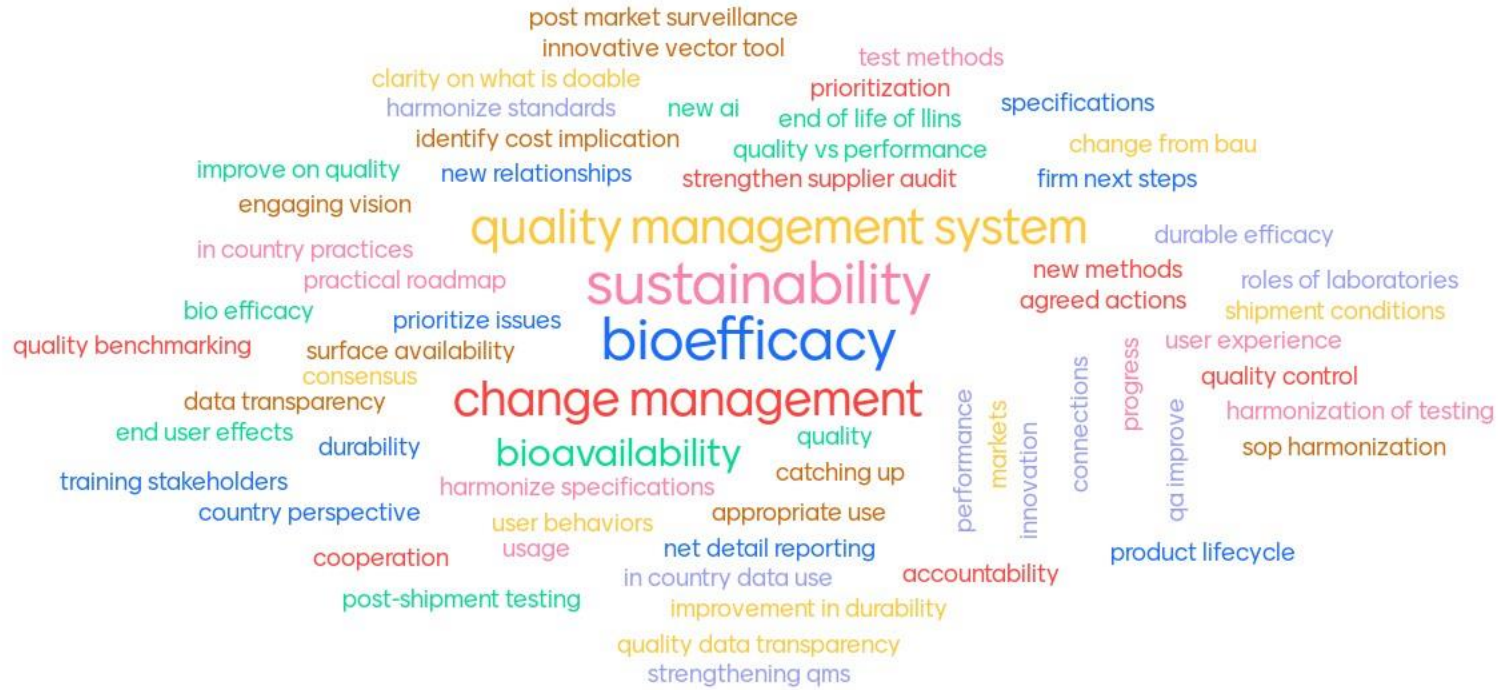 post market surveillance
innovative vector tool
test methods
clarity on what is doable
prioritization
harmonize standards
new ai
end of life of llins
specifications
identify cost implication
quality vs performance
change from bau
improve on quality
new relationships
strengthen supplier audit
firm next steps
engaging vision
quality management system
durable efficacy
in country practices
practical roadmap
sustainability
new methods
roles of laboratories
agreed actions
bio efficacy
prioritize issues
shipment conditions
quality benchmarking
surface availability
bioefficacy
user experience
consensus
progress
quality control
data transparency
change management
performance
markets
innovation
connections
qa improve
harmonization of testing
end user effects
durability
bioavailability
quality
sop harmonization
catching up
training stakeholders
harmonize specifications
country perspective
user behaviors
appropriate use
cooperation
usage
net detail reporting
product lifecycle
in country data use
accountability
post-shipment testing
improvement in durability
quality data transparency
strengthening qms